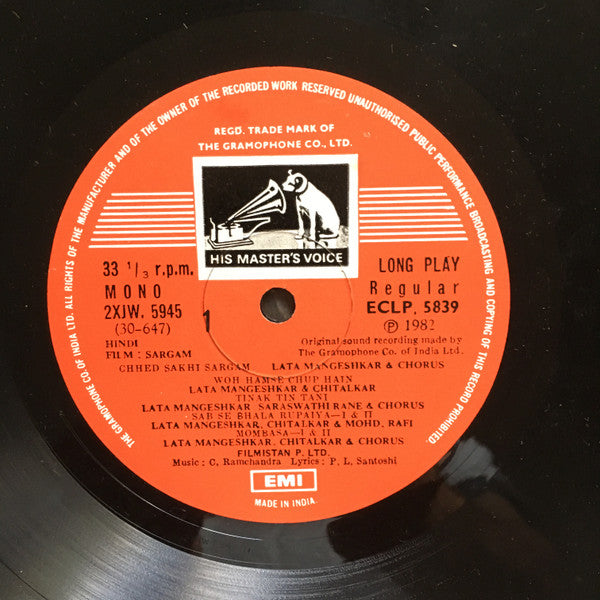 THE GRAMOPHONE CO. OF INDIA LTD. ALL RIGHTS OF THE MANUFACTURER AND OF THE OWNER OF THE RECORDED WORK RESERVED UNAUTHORISED PUBLIC PERFORMANCE BROADCASTING AND COPYING OF THIS RECORD PROHIBITED.
REGD. TRADE MARK OF
THE GRAMOPHONE CO., LTD.
HIS MASTER'S VOICE
33 1/3 r.p.m.
MONO
2XJW. 5945
(30-647)
1
LONG PLAY
Regular
ECLP. 5839
Ⓟ 1982
HINDI
FILM : SARGAM
Original sound recording made by
The Gramophone Co. of India Ltd.
CHHED SAKHI SARGAM LATA MANGESHKAR & CHORUS
WOH HAMSE CHUP HAIN
LATA MANGESHKAR & CHITALKAR
TINAK TIN TANI
LATA MANGESHKAR SARASWATHI RANE & CHORUS
SAB SE BHALA RUPAIYA—I & II
LATA MANGESHKAR, CHITALKAR & MOHD. RAFI
MOMBASA—I & II
LATA MANGESHKAR, CHITALKAR & CHORUS
FILMISTAN P. LTD.
Music : C. Ramchandra Lyrics : P. L. Santoshi
EMI
MADE IN INDIA.